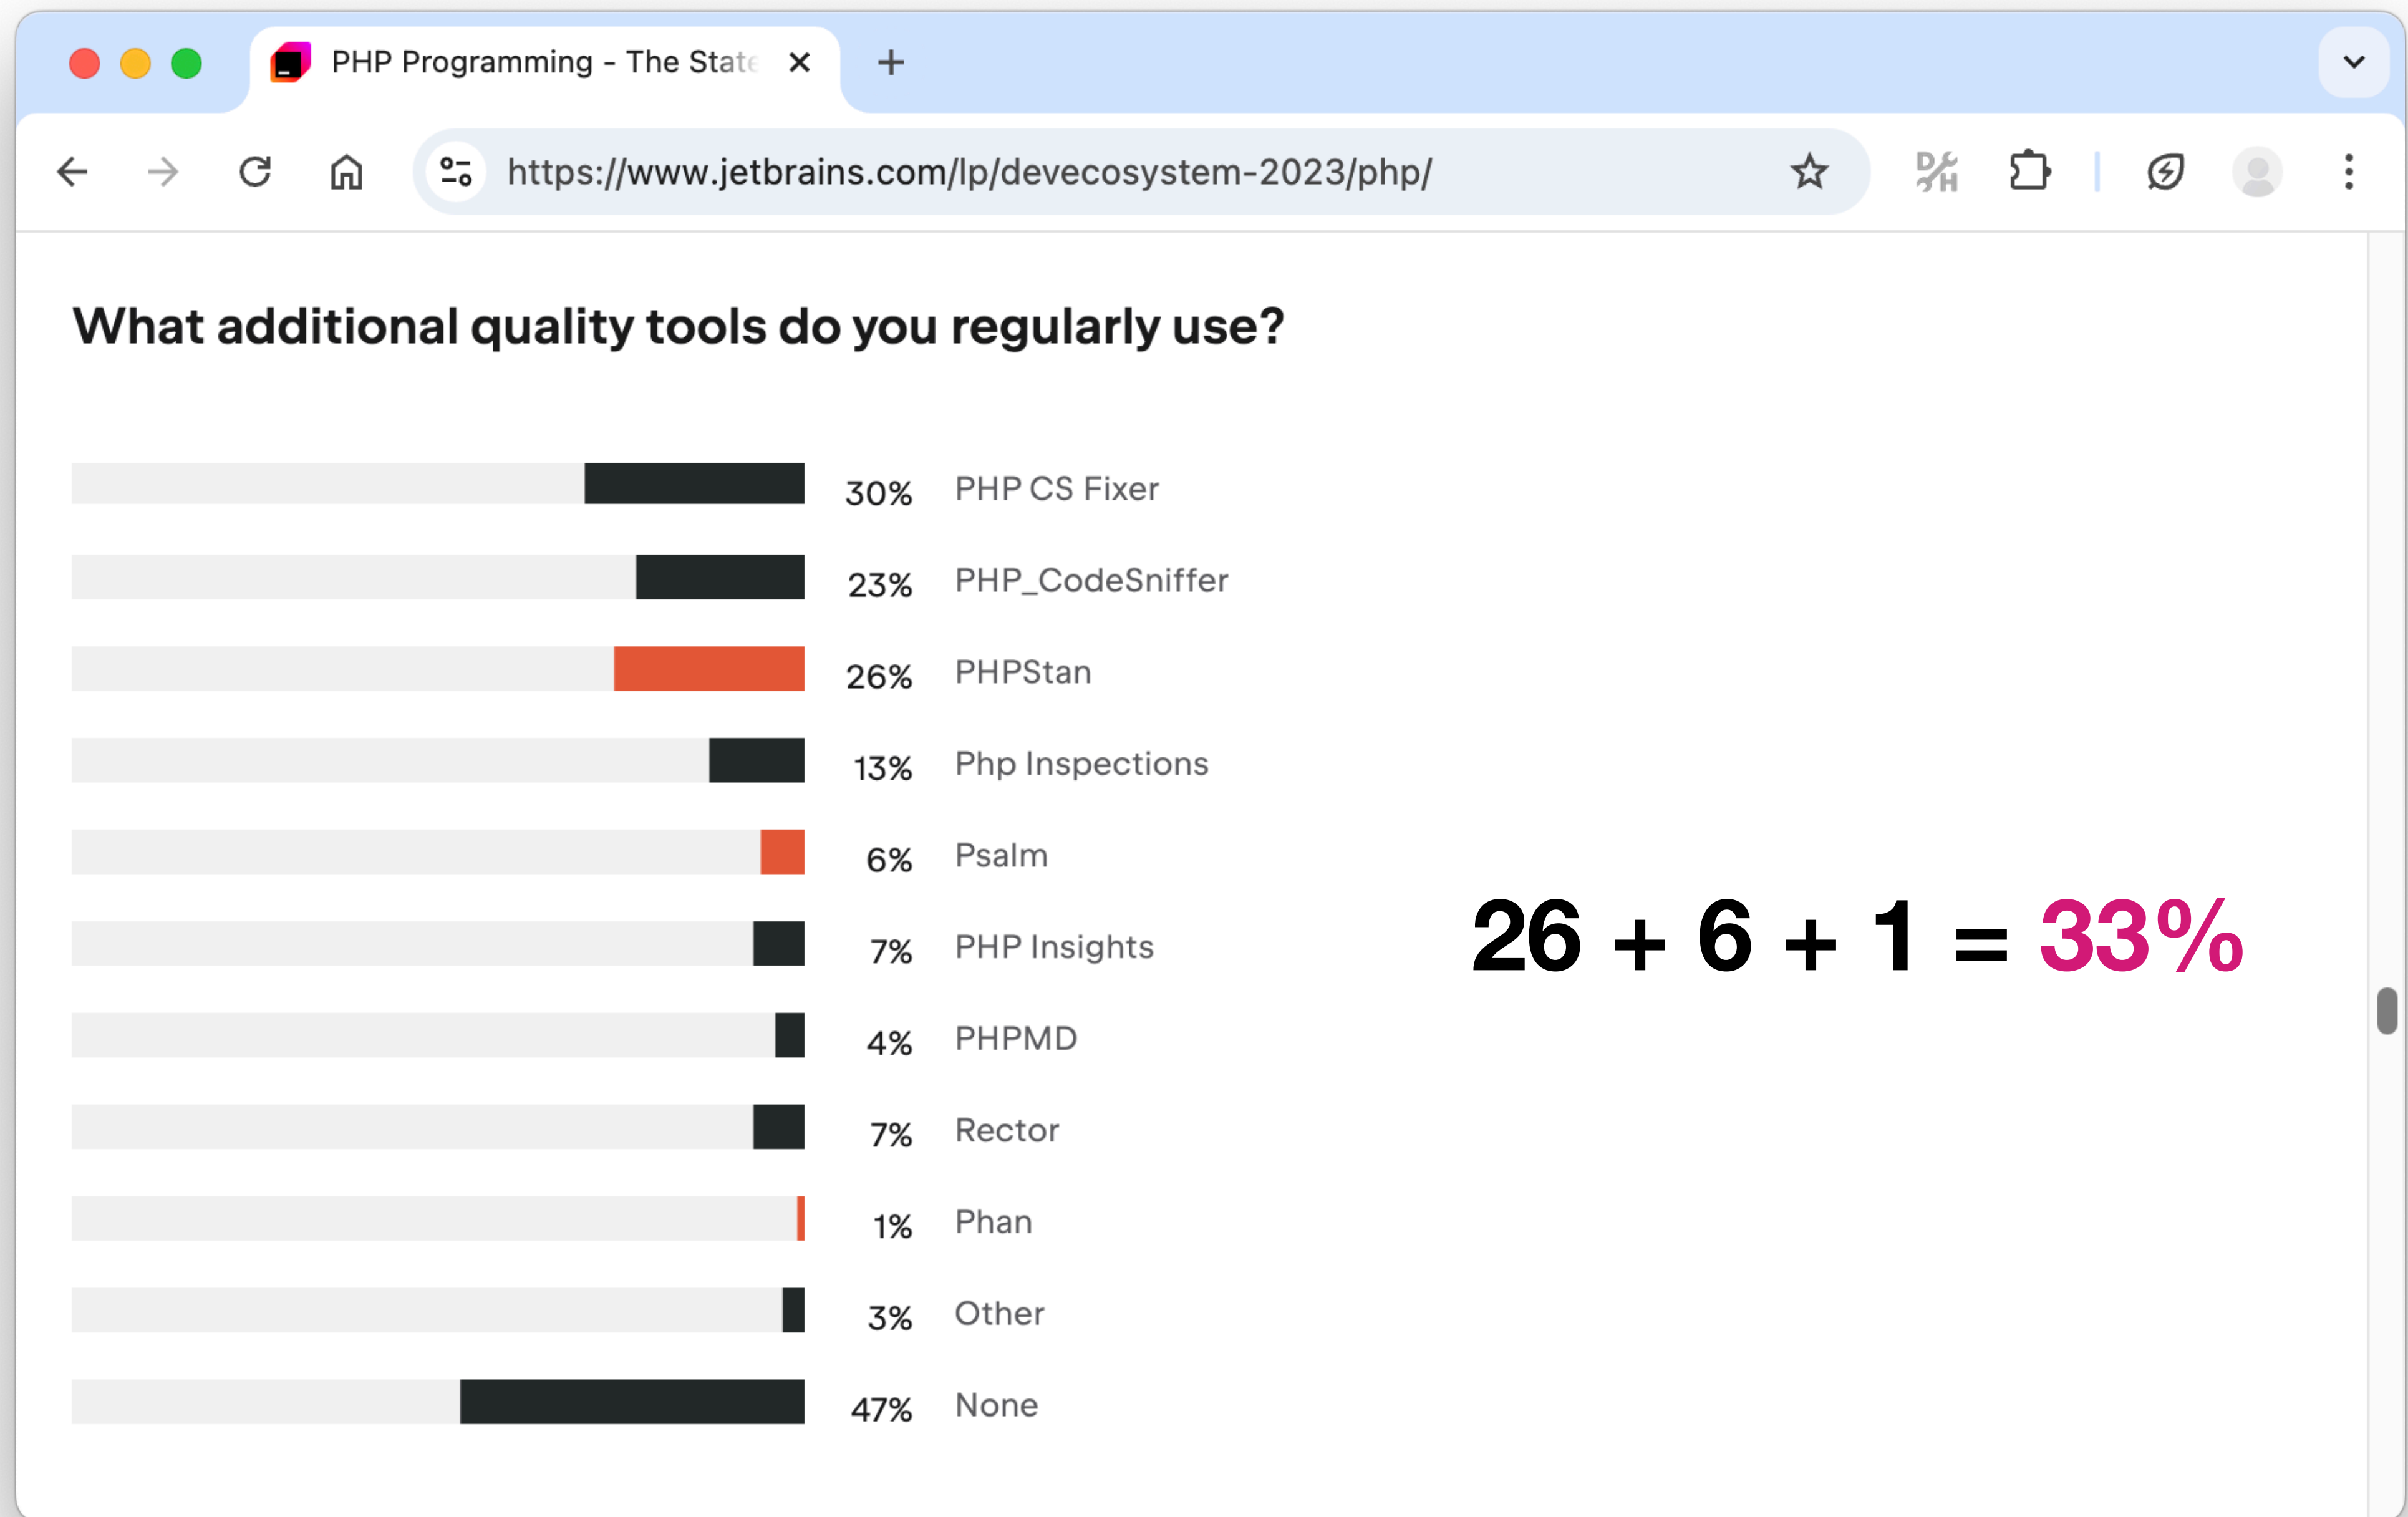 PHP Programming - The State
https://www.jetbrains.com/lp/devecosystem-2023/php/
What additional quality tools do you regularly use?
30% PHP CS Fixer
23% PHP_CodeSniffer
26% PHPStan
13% Php Inspections
6% Psalm
7% PHP Insights
26 + 6 + 1 = 33%
4% PHPMD
7% Rector
1% Phan
3% Other
47% None